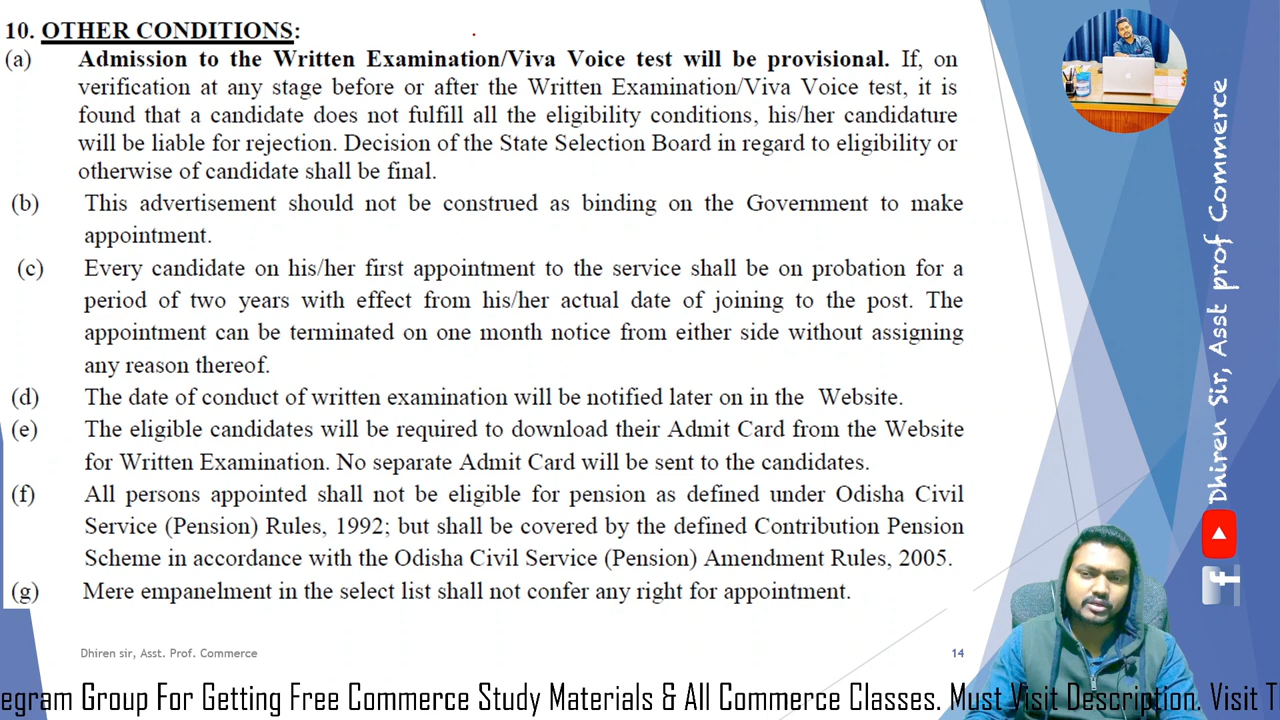 10. OTHER CONDITIONS:
(a) Admission to the Written Examination/Viva Voice test will be provisional. If, on
verification at any stage before or after the Written Examination/Viva Voice test, it is
found that a candidate does not fulfill all the eligibility conditions, his/her candidature
will be liable for rejection. Decision of the State Selection Board in regard to eligibility or
otherwise of candidate shall be final.
(b) This advertisement should not be construed as binding on the Government to make
appointment.
(c) Every candidate on his/her first appointment to the service shall be on probation for a
period of two years with effect from his/her actual date of joining to the post. The
appointment can be terminated on one month notice from either side without assigning
any reason thereof.
(d) The date of conduct of written examination will be notified later on in the Website.
(e) The eligible candidates will be required to download their Admit Card from the Website
for Written Examination. No separate Admit Card will be sent to the candidates.
(f) All persons appointed shall not be eligible for pension as defined under Odisha Civil
Service (Pension) Rules, 1992; but shall be covered by the defined Contribution Pension
Scheme in accordance with the Odisha Civil Service (Pension) Amendment Rules, 2005.
(g) Mere empanelment in the select list shall not confer any right for appointment.
Dhiren sir, Asst. Prof. Commerce
14
Dhiren Sir, Asst prof Commerce
f
egram Group For Getting Free Commerce Study Materials & All Commerce Classes. Must Visit Description. Visit T